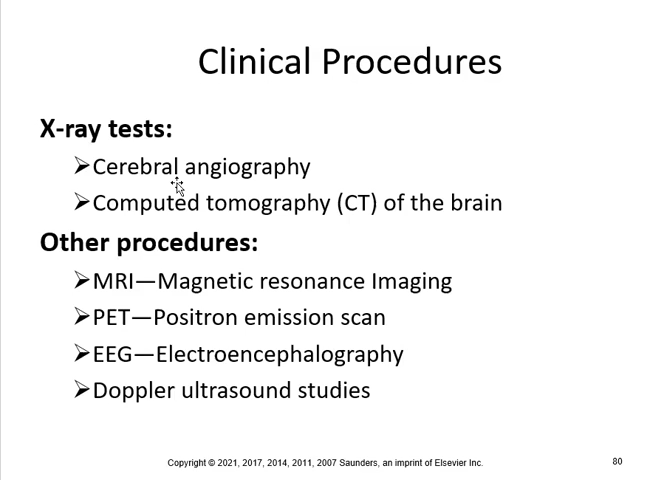 Clinical Procedures
X-ray tests:
➢Cerebral angiography
➢Computed tomography (CT) of the brain
Other procedures:
➢MRI—Magnetic resonance Imaging
➢PET—Positron emission scan
➢EEG—Electroencephalography
➢Doppler ultrasound studies
Copyright © 2021, 2017, 2014, 2011, 2007 Saunders, an imprint of Elsevier Inc.
80